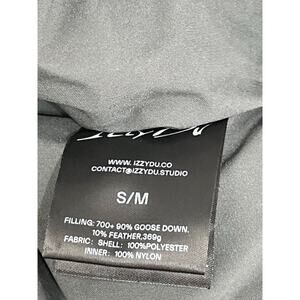 IZZYDU
WWW.IZZYDU.CO
CONTACT@IZZYDU.STUDIO
S/M
FILLING: 700+ 90% GOOSE DOWN.
10% FEATHER,369g
FABRIC: SHELL: 100%POLYESTER
INNER: 100% NYLON